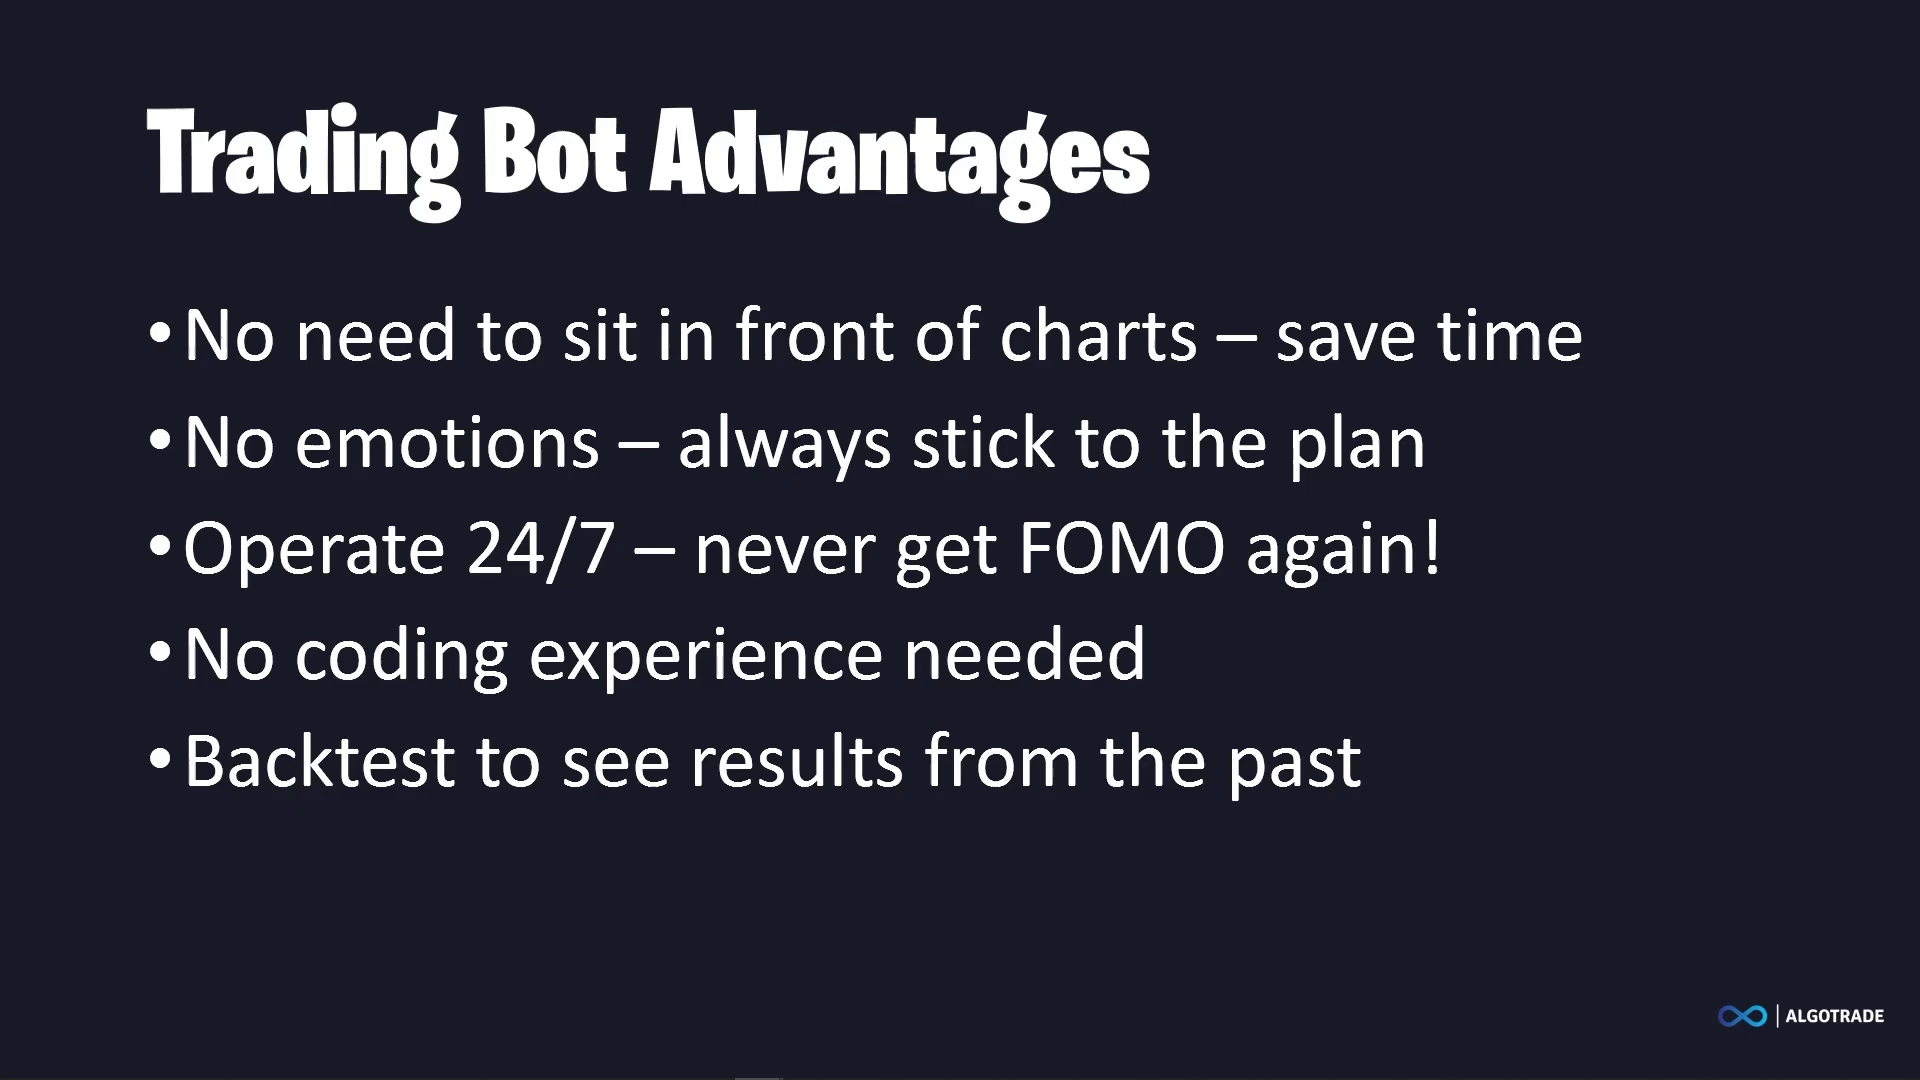 Trading Bot Advantages
• No need to sit in front of charts – save time
• No emotions – always stick to the plan
• Operate 24/7 – never get FOMO again!
• No coding experience needed
• Backtest to see results from the past
ALGOTRADE